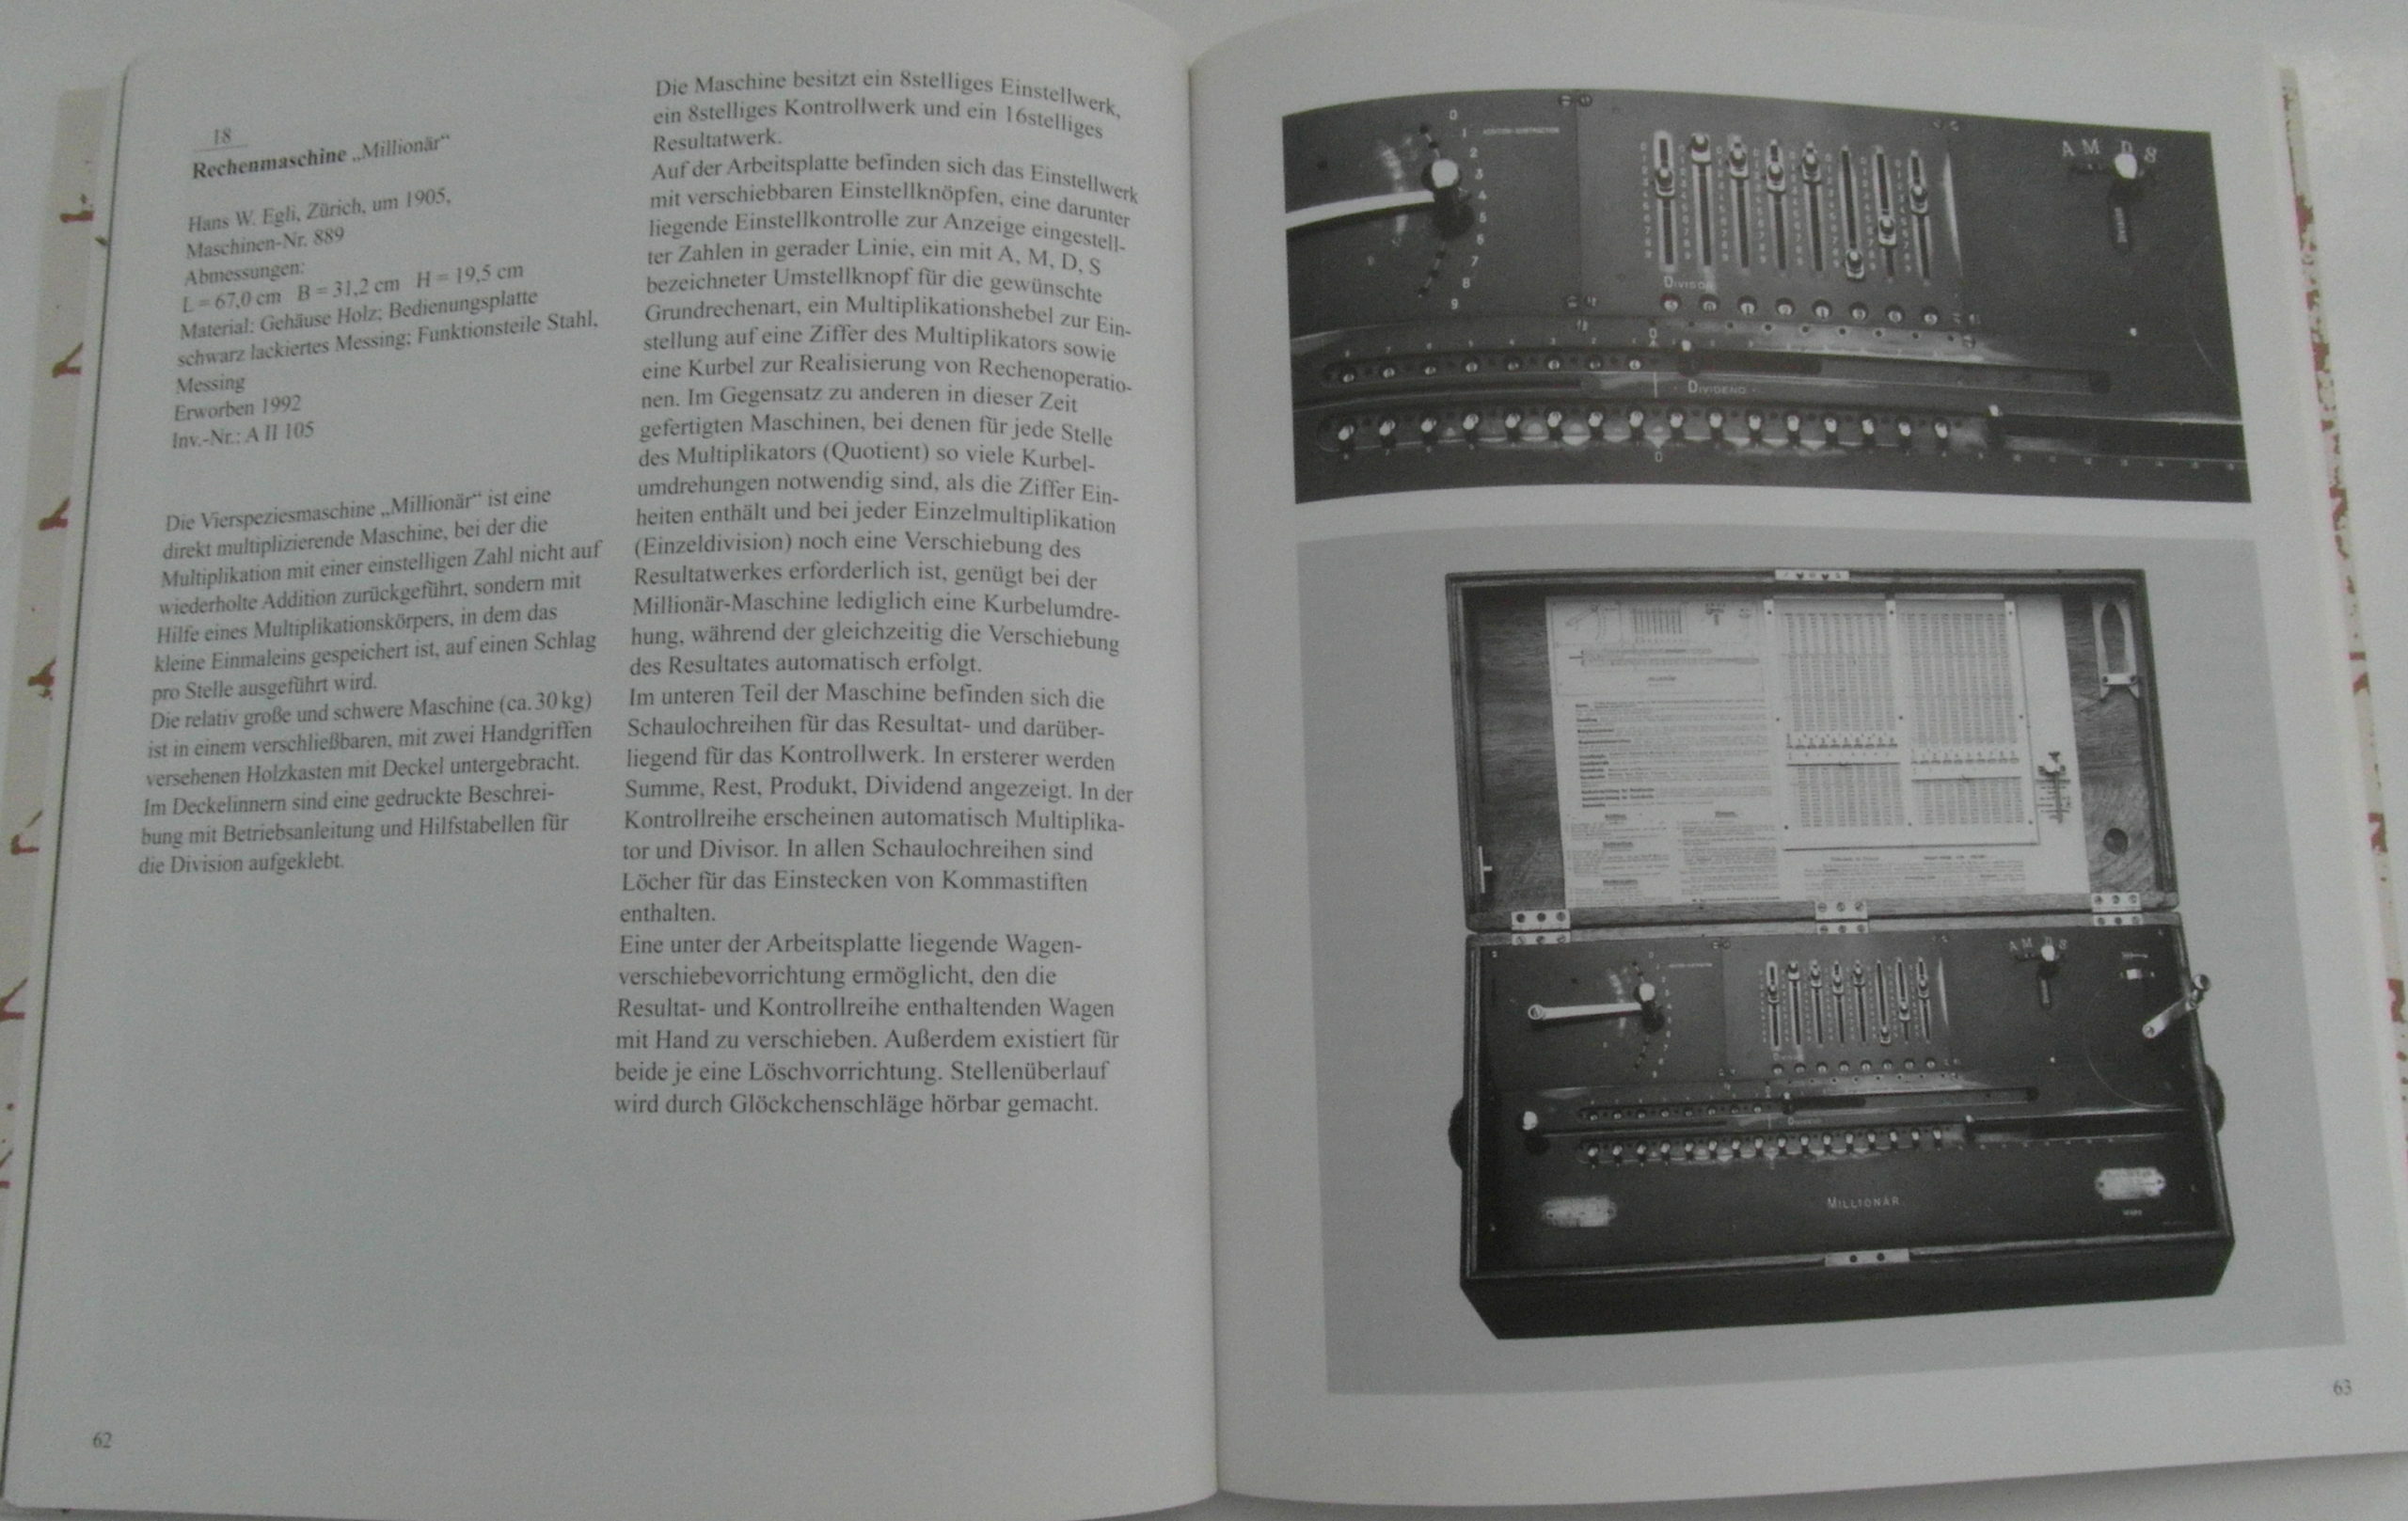 18
Rechenmaschine „Millionär“
Hans W. Egli, Zürich, um 1905,
Maschinen-Nr. 889
Abmessungen:
L = 67,0 cm B = 31,2 cm H = 19,5 cm
Material: Gehäuse Holz; Bedienungsplatte
schwarz lackiertes Messing; Funktionsteile Stahl,
Messing
Erworben 1992
Inv.-Nr.: A II 105
Die Vierspeziesmaschine „Millionär“ ist eine
direkt multiplizierende Maschine, bei der die
Multiplikation mit einer einstelligen Zahl nicht auf
wiederholte Addition zurückgeführt, sondern mit
Hilfe eines Multiplikationskörpers, in dem das
kleine Einmaleins gespeichert ist, auf einen Schlag
pro Stelle ausgeführt wird.
Die relativ große und schwere Maschine (ca. 30 kg)
ist in einem verschließbaren, mit zwei Handgriffen
versehenen Holzkasten mit Deckel untergebracht.
Im Deckelinnern sind eine gedruckte Beschrei-
bung mit Betriebsanleitung und Hilfstabellen für
die Division aufgeklebt.
62
Die Maschine besitzt ein 8stelliges Einstellwerk,
ein 8stelliges Kontrollwerk und ein 16stelliges
Resultatwerk.
Auf der Arbeitsplatte befinden sich das Einstellwerk
mit verschiebbaren Einstellknöpfen, eine darunter
liegende Einstellkontrolle zur Anzeige eingestell-
ter Zahlen in gerader Linie, ein mit A, M, D, S
bezeichneter Umstellknopf für die gewünschte
Grundrechenart, ein Multiplikationshebel zur Ein-
stellung auf eine Ziffer des Multiplikators sowie
eine Kurbel zur Realisierung von Rechenoperatio-
nen. Im Gegensatz zu anderen in dieser Zeit
gefertigten Maschinen, bei denen für jede Stelle
des Multiplikators (Quotient) so viele Kurbel-
umdrehungen notwendig sind, als die Ziffer Ein-
heiten enthält und bei jeder Einzelmultiplikation
(Einzeldivision) noch eine Verschiebung des
Resultatwerkes erforderlich ist, genügt bei der
Millionär-Maschine lediglich eine Kurbelumdre-
hung, während der gleichzeitig die Verschiebung
des Resultates automatisch erfolgt.
Im unteren Teil der Maschine befinden sich die
Schaulochreihen für das Resultat- und darüber-
liegend für das Kontrollwerk. In ersterer werden
Summe, Rest, Produkt, Dividend angezeigt. In der
Kontrollreihe erscheinen automatisch Multiplika-
tor und Divisor. In allen Schaulochreihen sind
Löcher für das Einstecken von Kommastiften
enthalten.
Eine unter der Arbeitsplatte liegende Wagen-
verschiebevorrichtung ermöglicht, den die
Resultat- und Kontrollreihe enthaltenden Wagen
mit Hand zu verschieben. Außerdem existiert für
beide je eine Löschvorrichtung. Stellenüberlauf
wird durch Glöckchenschläge hörbar gemacht.
0
1
2
3
4
5
6
7
8
9
A M D S
DIVISOR
DIVIDEND
A M D S
MILLIONÄR
63